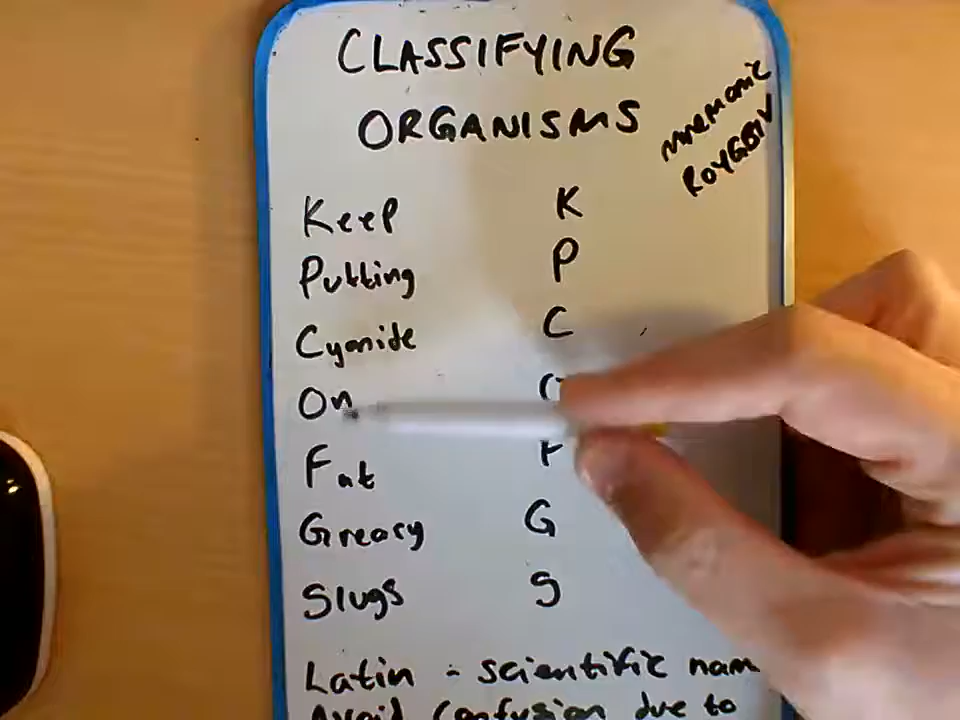 CLASSIFYING
ORGANISMS
mnemonic
ROYGBIV
Keep K
Putting P
Cyanide C
On
Fat F
Greasy G
Slugs S
Latin - scientific nam
Avoid confusion due to